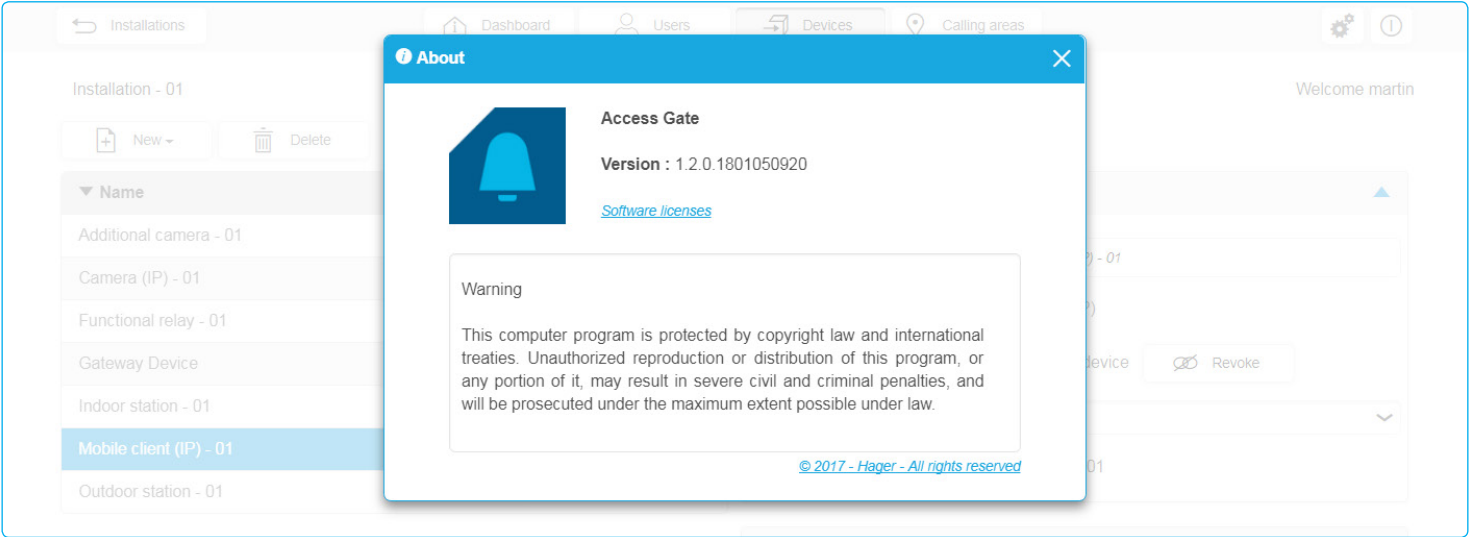 Installations
Dashboard
Users
Devices
Calling areas
About
Installation - 01
Welcome martin
New
Delete
Access Gate
Version : 1.2.0.1801050920
Software licenses
Name
Additional camera - 01
Camera (IP) - 01
Functional relay - 01
Gateway Device
Indoor station - 01
Mobile client (IP) - 01
Outdoor station - 01
Warning
This computer program is protected by copyright law and international
treaties. Unauthorized reproduction or distribution of this program, or
any portion of it, may result in severe civil and criminal penalties, and
will be prosecuted under the maximum extent possible under law.
© 2017 - Hager - All rights reserved
) - 01
)
device
Revoke
01